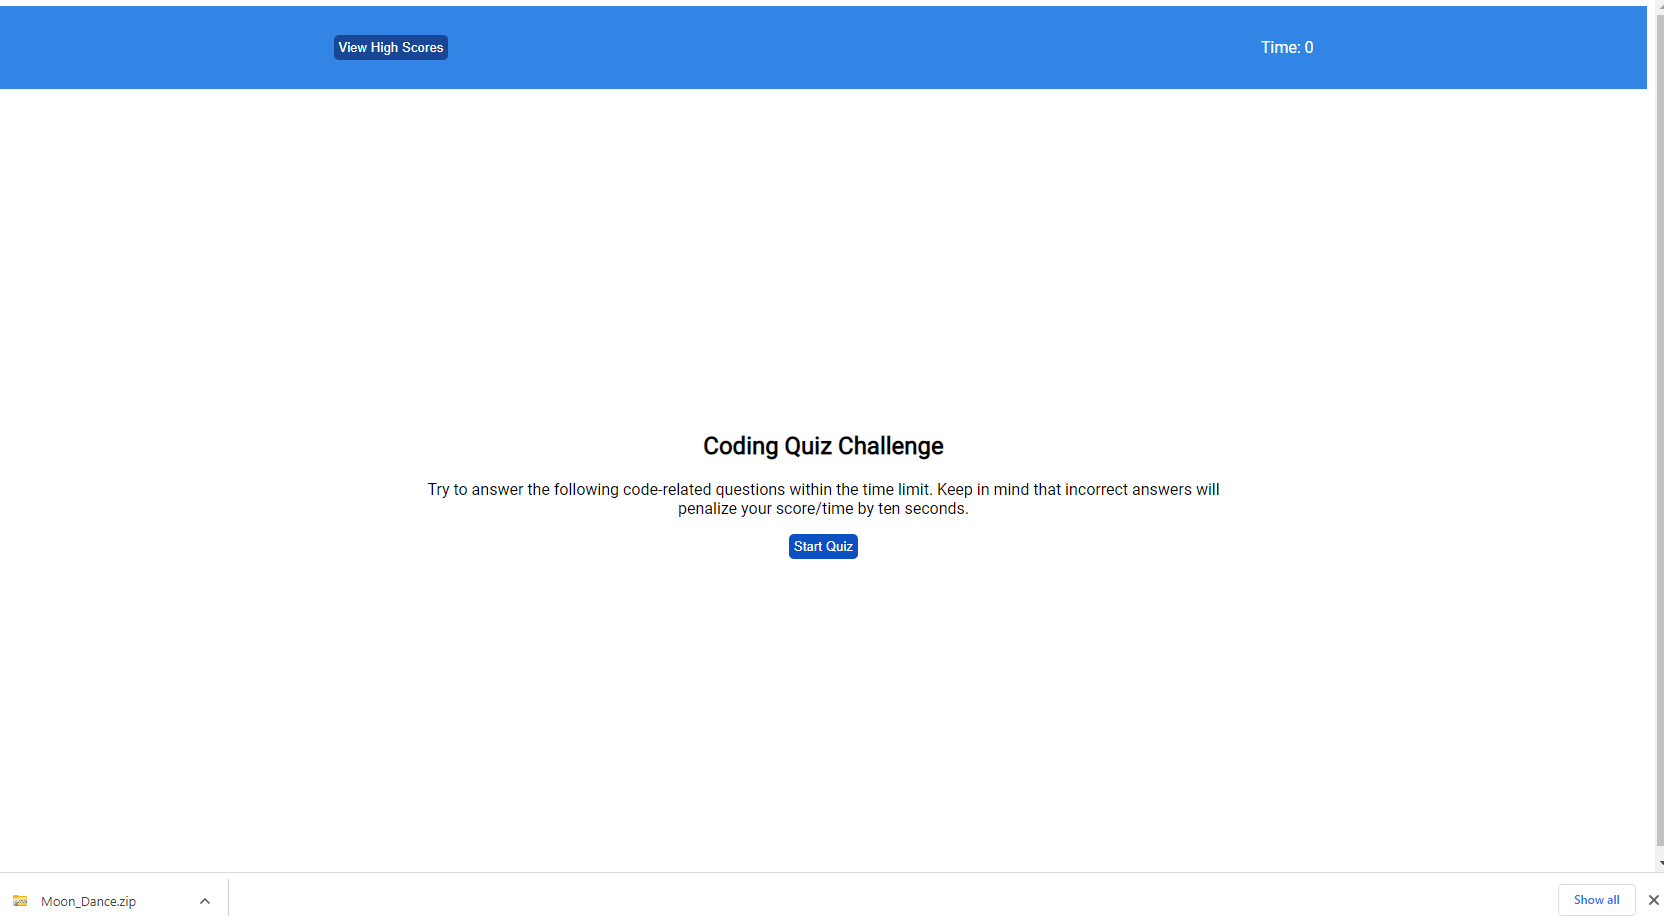 View High Scores
Time: 0
Coding Quiz Challenge
Try to answer the following code-related questions within the time limit. Keep in mind that incorrect answers will
penalize your score/time by ten seconds.
Start Quiz
Moon_Dance.zip
Show all